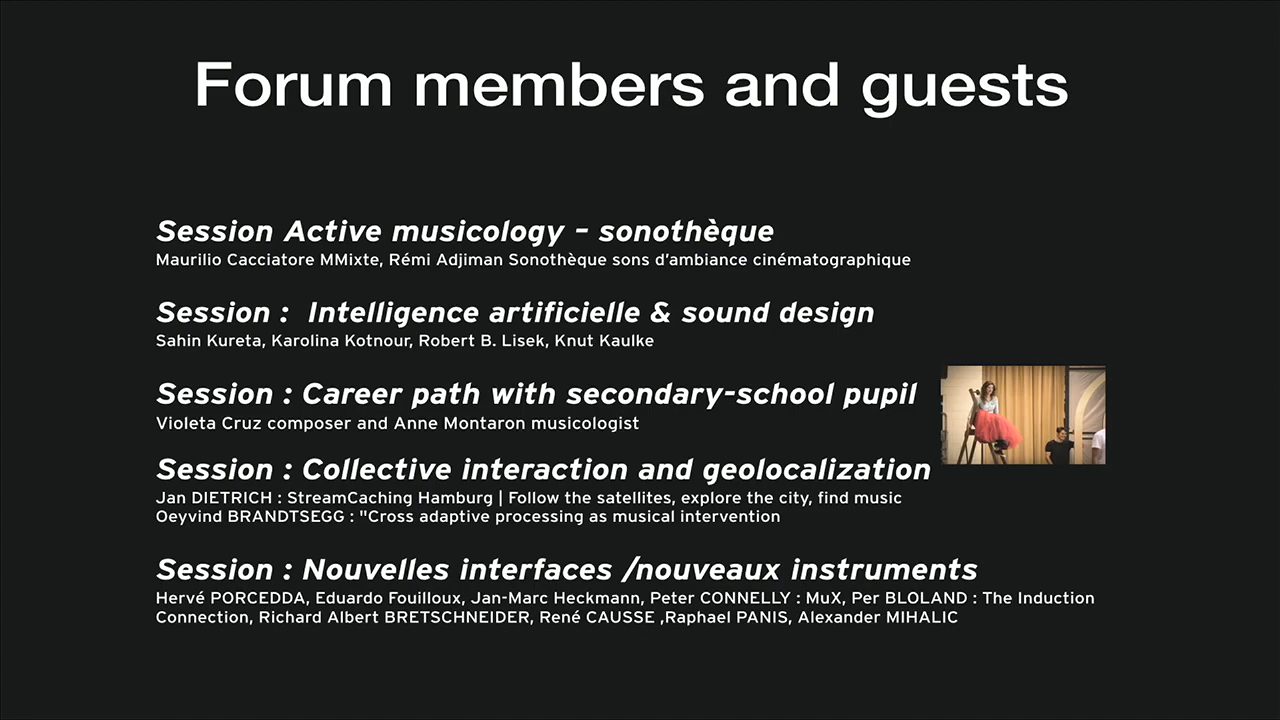 Forum members and guests
Session Active musicology – sonothèque
Maurilio Cacciatore MMixte, Rémi Adjiman Sonothèque sons d’ambiance cinématographique
Session :  Intelligence artificielle & sound design
Sahin Kureta, Karolina Kotnour, Robert B. Lisek, Knut Kaulke
Session : Career path with secondary-school pupil
Violeta Cruz composer and Anne Montaron musicologist
Session : Collective interaction and geolocalization
Jan DIETRICH : StreamCaching Hamburg | Follow the satellites, explore the city, find music
Oeyvind BRANDTSEGG : "Cross adaptive processing as musical intervention
Session : Nouvelles interfaces /nouveaux instruments
Hervé PORCEDDA, Eduardo Fouilloux, Jan-Marc Heckmann, Peter CONNELLY : MuX, Per BLOLAND : The Induction
Connection, Richard Albert BRETSCHNEIDER, René CAUSSE ,Raphael PANIS, Alexander MIHALIC